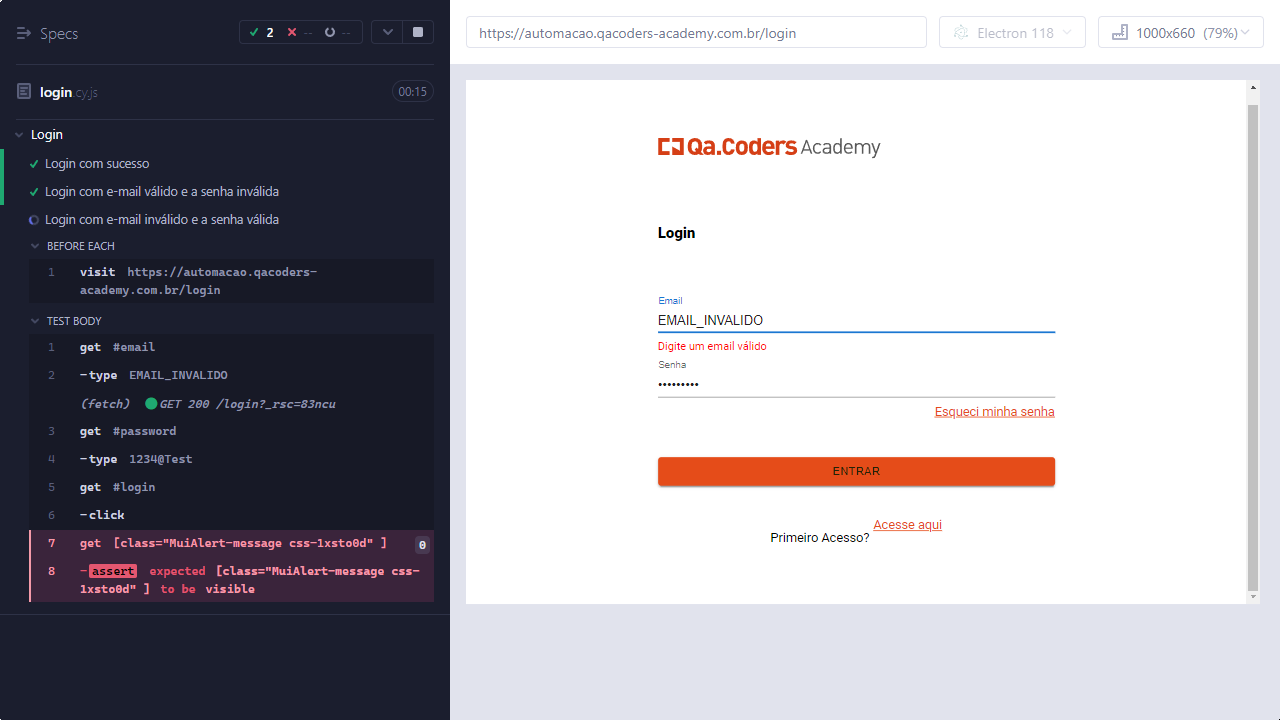 Specs
2
--
--
login.cy.js
00:15
Login
Login com sucesso
Login com e-mail válido e a senha inválida
Login com e-mail inválido e a senha válida
BEFORE EACH
1 visit https://automacao.qacoders-
academy.com.br/login
TEST BODY
1 get #email
2 -type EMAIL_INVALIDO
(fetch) GET 200 /login?_rsc=83ncu
3 get #password
4 -type 1234@Test
5 get #login
6 -click
7 get [class="MuiAlert-message css-1xsto0d" ] 0
8 -assert expected [class="MuiAlert-message css-
1xsto0d" ] to be visible
https://automacao.qacoders-academy.com.br/login
Electron 118
1000x660 (79%)
Qa.Coders Academy
Login
Email
EMAIL_INVALIDO
Digite um email válido
Senha
•••••••••
Esqueci minha senha
ENTRAR
Acesse aqui
Primeiro Acesso?